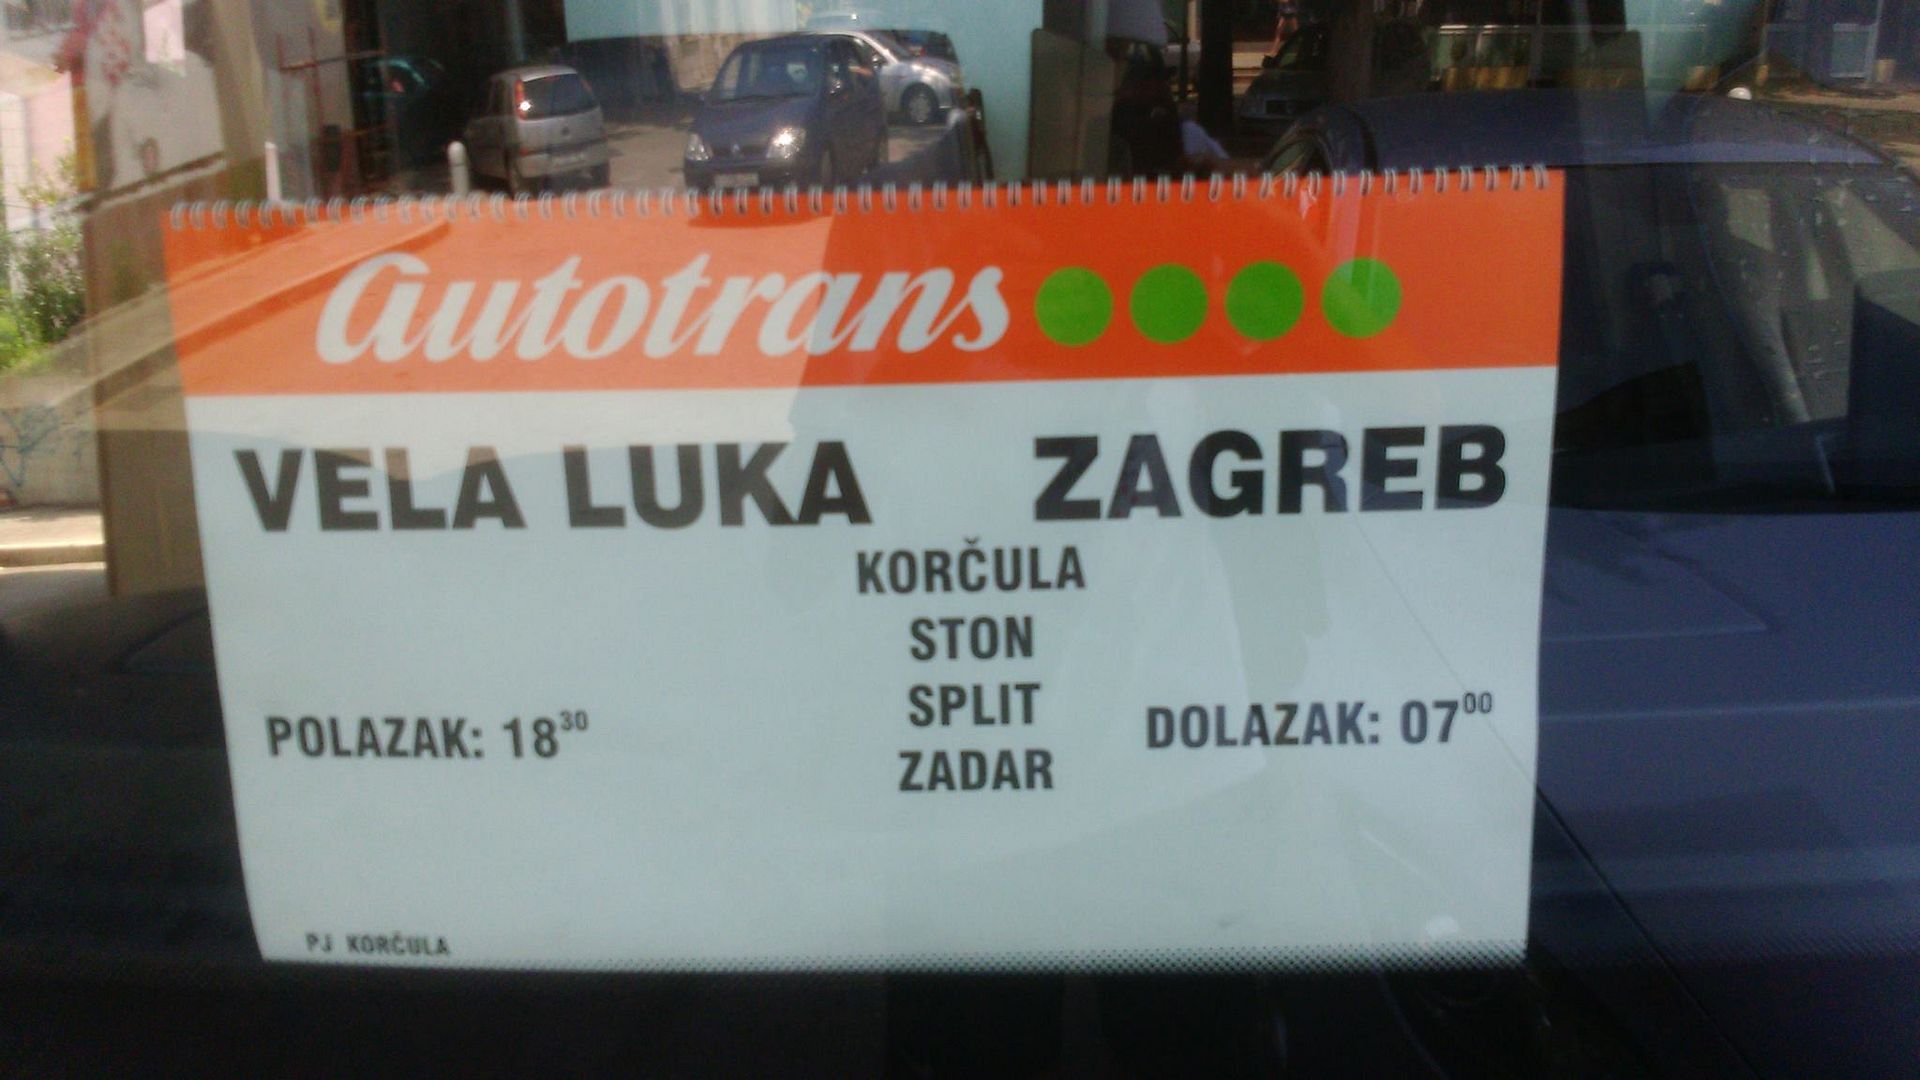 autotrans
VELA LUKA ZAGREB
KORČULA
STON
SPLIT
POLAZAK: 18³⁰ DOLAZAK: 07⁰⁰
ZADAR
PJ KORČULA